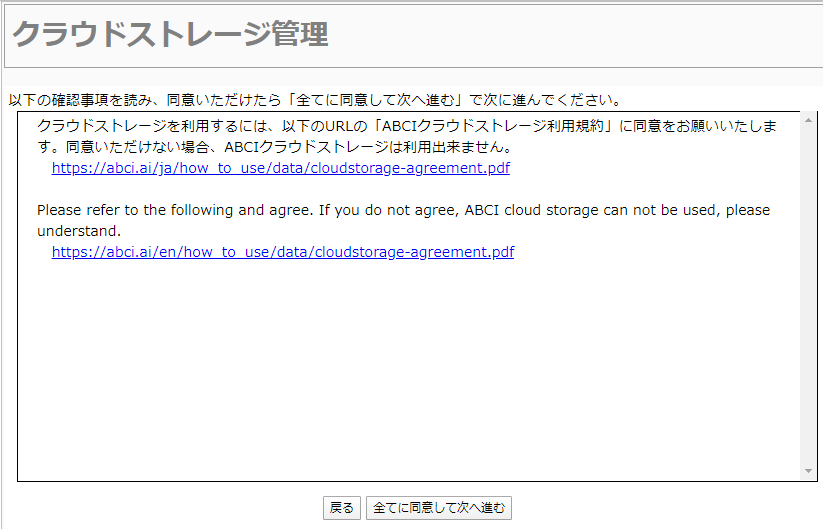 クラウドストレージ管理
以下の確認事項を読み、同意いただけたら「全てに同意して次へ進む」で次に進んでください。
クラウドストレージを利用するには、以下のURLの「ABCIクラウドストレージ利用規約」に同意をお願いいたしま
す。同意いただけない場合、ABCIクラウドストレージは利用出来ません。
https://abci.ai/ja/how_to_use/data/cloudstorage-agreement.pdf
Please refer to the following and agree. If you do not agree, ABCI cloud storage can not be used, please
understand.
https://abci.ai/en/how_to_use/data/cloudstorage-agreement.pdf
戻る 全てに同意して次へ進む